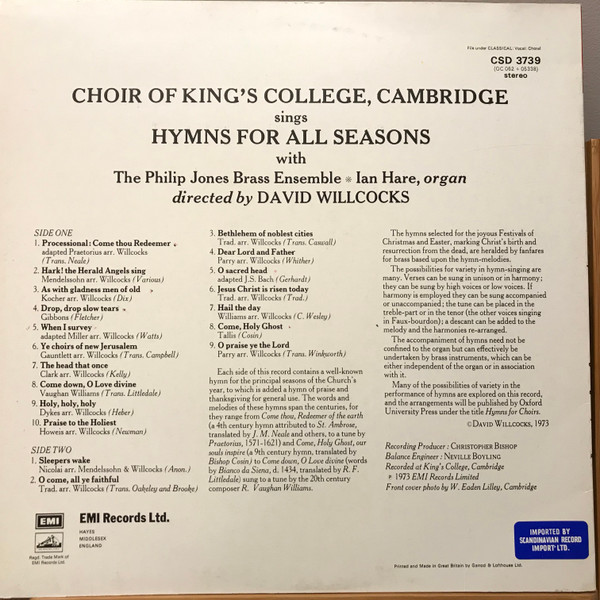 File under CLASSICAL: Vocal: Choral
CSD 3739
(OC 062 ○ 05338)
stereo
CHOIR OF KING'S COLLEGE, CAMBRIDGE
sings
HYMNS FOR ALL SEASONS
with
The Philip Jones Brass Ensemble * Ian Hare, organ
directed by DAVID WILLCOCKS
SIDE ONE
1. Processional: Come thou Redeemer
adapted Praetorius arr. Willcocks
(Trans. Neale)
2. Hark! the Herald Angels sing
Mendelssohn arr. Willcocks (Various)
3. As with gladness men of old
Kocher arr. Willcocks (Dix)
4. Drop, drop slow tears
Gibbons (Fletcher)
5. When I survey
adapted Miller arr. Willcocks (Watts)
6. Ye choirs of new Jerusalem
Gauntlett arr. Willcocks (Trans. Campbell)
7. The head that once
Clark arr. Willcocks (Kelly)
8. Come down, O Love divine
Vaughan Williams (Trans. Littledale)
9. Holy, holy, holy
Dykes arr. Willcocks (Heber)
10. Praise to the Holiest
Howels arr. Willcocks (Newman)
SIDE TWO
1. Sleepers wake
Nicolai arr. Mendelssohn & Willcocks (Anon.)
2. O come, all ye faithful
Trad. arr. Willcocks (Trans. Oakeley and Brooke)
3. Bethlehem of noblest cities
Trad. arr. Willcocks (Trans. Caswall)
4. Dear Lord and Father
Parry arr. Willcocks (Whither)
5. O sacred head
adapted J.S. Bach (Gerhardt)
6. Jesus Christ is risen today
Trad. arr. Willcocks (Trad.)
7. Hail the day
Williams arr. Willcocks (C. Wesley)
8. Come, Holy Ghost
Tallis (Cosin)
9. O praise ye the Lord
Parry arr. Willcocks (Trans. Winkworth)
Each side of this record contains a well-known
hymn for the principal seasons of the Church's
year, to which is added a hymn of praise and
thanksgiving for general use. The words and
melodies of these hymns span the centuries, for
they range from Come thou, Redeemer of the earth
(a 4th century hymn attributed to St. Ambrose,
translated by J. M. Neale and others, to a tune by
Praetorius, 1571-1621) and Come, Holy Ghost, our
souls inspire (a 9th century hymn, translated by
Bishop Cosin) to Come down, O Love divine (words
by Bianco da Siena, d. 1434, translated by R. F.
Littledale) sung to a tune by the 20th century
composer R. Vaughan Williams.
The hymns selected for the joyous Festivals of
Christmas and Easter, marking Christ's birth and
resurrection from the dead, are heralded by fanfares
for brass based upon the hymn-melodies.
The possibilities for variety in hymn-singing are
many. Verses can be sung in unison or in harmony;
they can be sung by high voices or low voices. If
harmony is employed they can be sung accompanied
or unaccompanied; the tune can be placed in the
treble-part or in the tenor (the other voices singing
in Faux-bourdon); a descant can be added to the
melody and the harmonies re-arranged.
The accompaniment of hymns need not be
confined to the organ but can effectively be
undertaken by brass instruments, which can be
either independent of the organ or in association
with it.
Many of the possibilities of variety in the
performance of hymns are explored on this record,
and the arrangements will be published by Oxford
University Press under the title Hymns for Choirs.
©DAVID WILLCOCKS, 1973
Recording Producer : CHRISTOPHER BISHOP
Balance Engineer : NEVILLE BOYLING
Recorded at King's College, Cambridge
℗ 1973 EMI Records Limited
Front cover photo by W. Eaden Lilley, Cambridge
EMI
EMI Records Ltd.
HAYES
MIDDLESEX
ENGLAND
Regd. Trade Mark of
EMI Records Ltd.
IMPORTED BY
SCANDINAVIAN RECORD
IMPORT LTD.
Printed and Made in Great Britain by Garrod & Lofthouse Ltd.